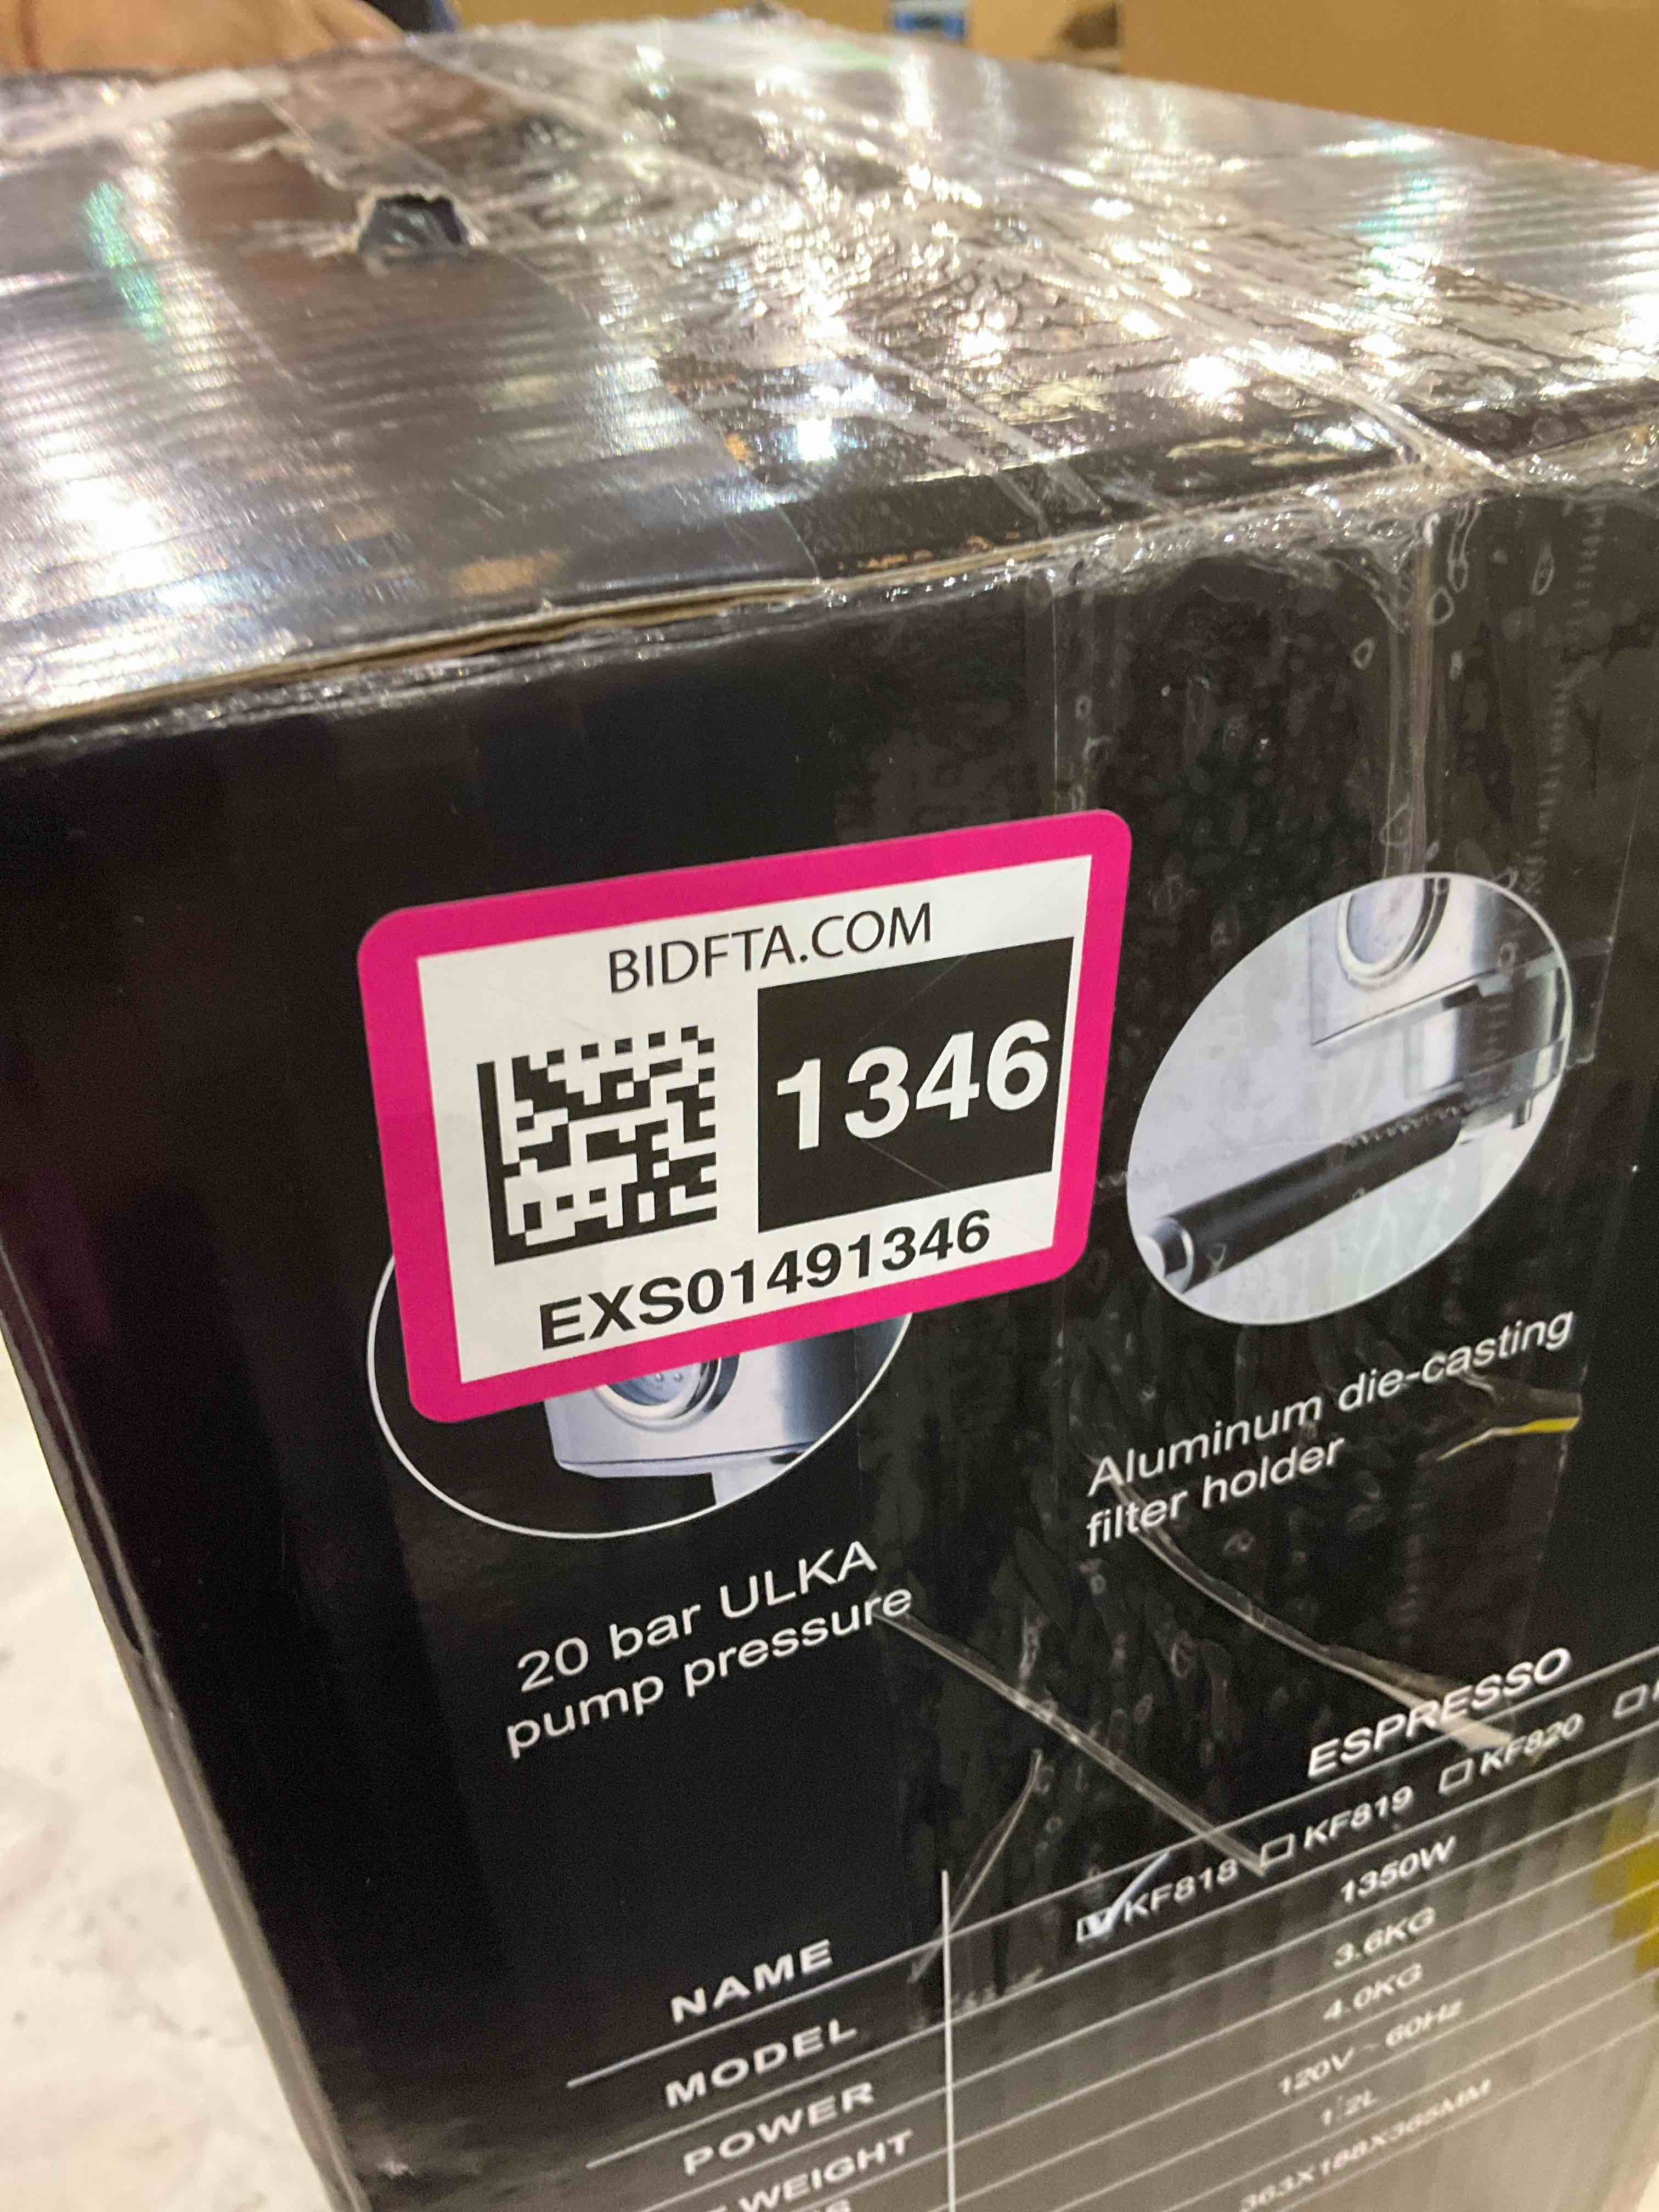 BIDFTA.COM
1346
EXS01491346
20 bar ULKA
pump pressure
Aluminum die-casting
filter holder
NAME
ESPRESSO
MODEL
KF818 KF819 KF820
POWER
1350W
WEIGHT
3.6KG
4.0KG
120V~60Hz
1.2L
363X168X365MM